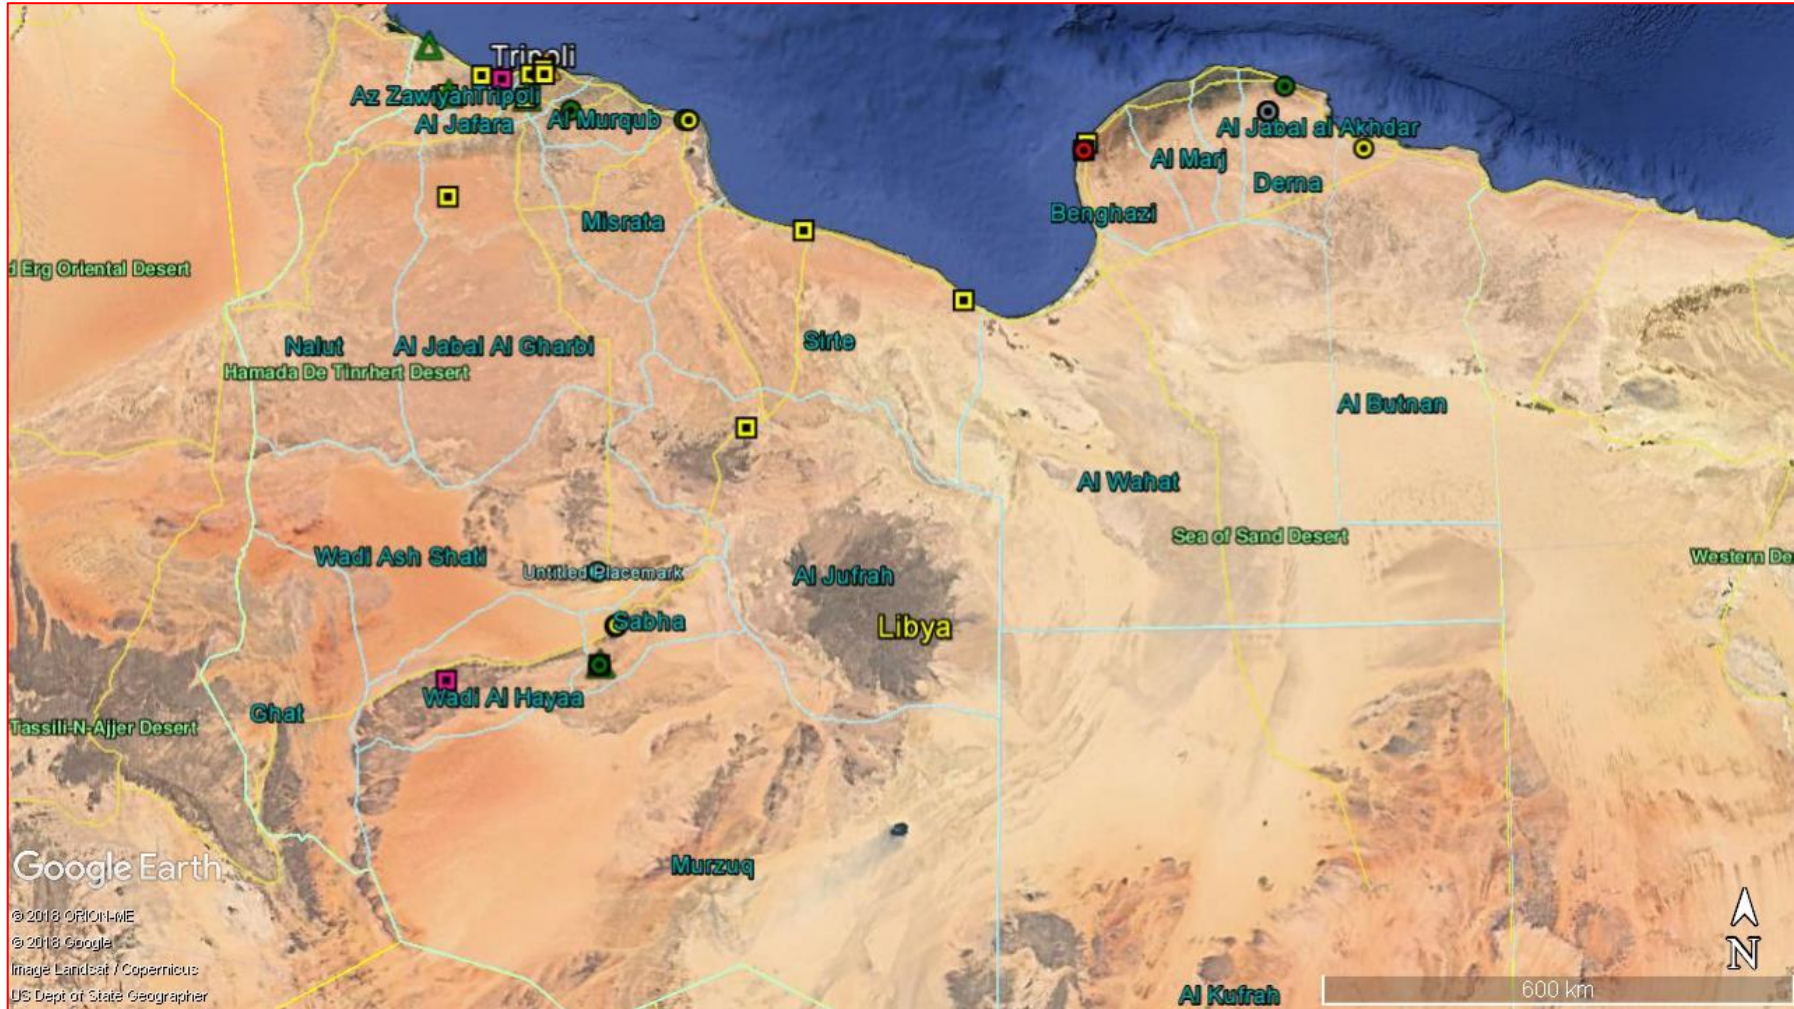 Tripoli
Az Zawiyah
Tripoli
Al Jafara
Al Murqub
Al Jabal al Akhdar
Al Marj
Derna
Benghazi
Misrata
d Erg Oriental Desert
Sirte
Nalut
Al Jabal Al Gharbi
Hamada De Tinrhert Desert
Al Butnan
Al Wahat
Sea of Sand Desert
Western De
Wadi Ash Shati
Untitled Placemark
Al Jufrah
Sabha
Libya
Wadi Al Hayaa
Ghat
Tassili-N-Ajjer Desert
Murzuq
Google Earth
© 2018 ORION-ME
© 2018 Google
Image Landsat / Copernicus
US Dept of State Geographer
Al Kufrah
N
600 km